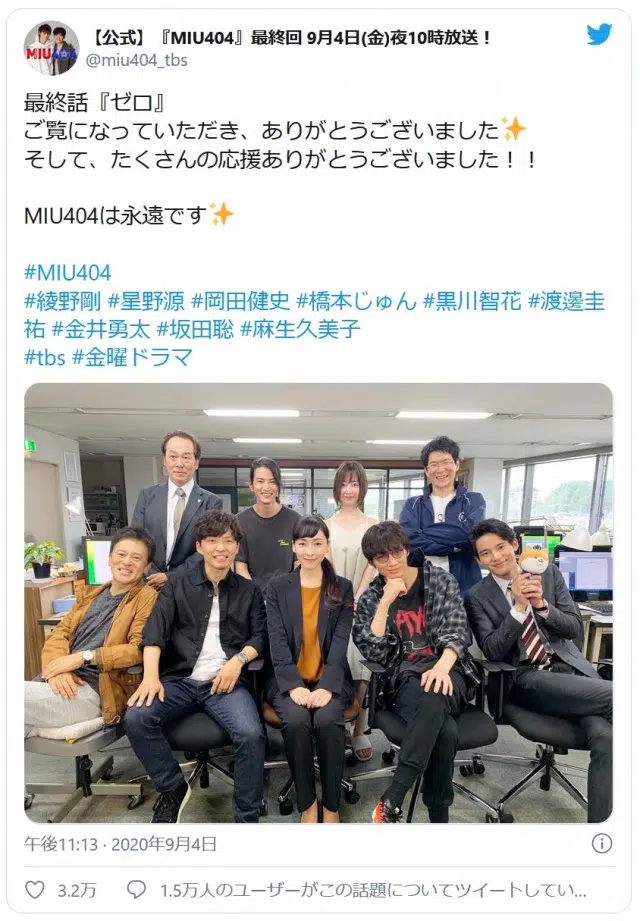 【公式】『MIU404』最終回 9月4日(金)夜10時放送！
@miu404_tbs
最終話『ゼロ』
ご覧になっていただき、ありがとうございました✨
そして、たくさんの応援ありがとうございました！！
MIU404は永遠です✨
#MIU404
#綾野剛 #星野源 #岡田健史 #橋本じゅん #黒川智花 #渡邊圭
祐 #金井勇太 #坂田聡 #麻生久美子
#tbs #金曜ドラマ
午後11:13 · 2020年9月4日
3.2万
1.5万人のユーザーがこの話題についてツイートしてい...